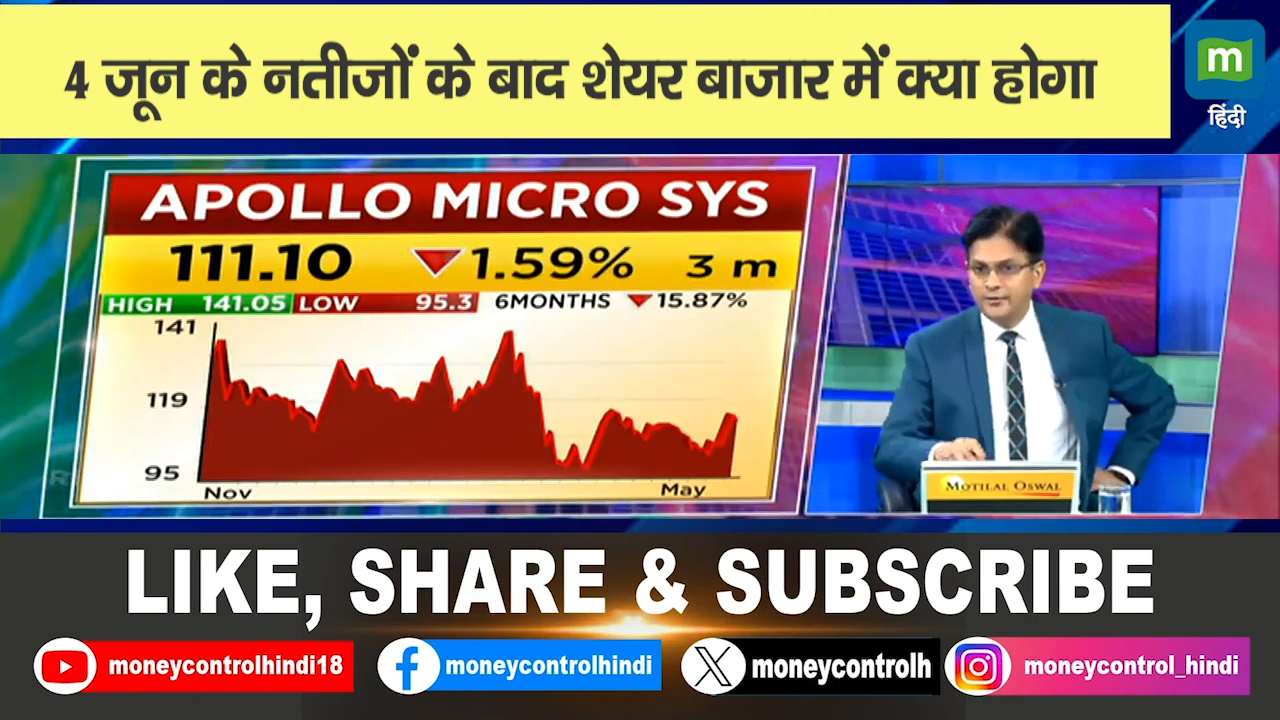 4 जून के नतीजों के बाद शेयर बाजार में क्या होगा
m
हिंदी
APOLLO MICRO SYS
111.10 1.59% 3 m
HIGH 141.05 LOW 95.3 6MONTHS 15.87%
141
119
95
Nov May
MOTILAL OSWAL
LIKE, SHARE & SUBSCRIBE
moneycontrolhindi18 moneycontrolhindi moneycontrolh moneycontrol_hindi